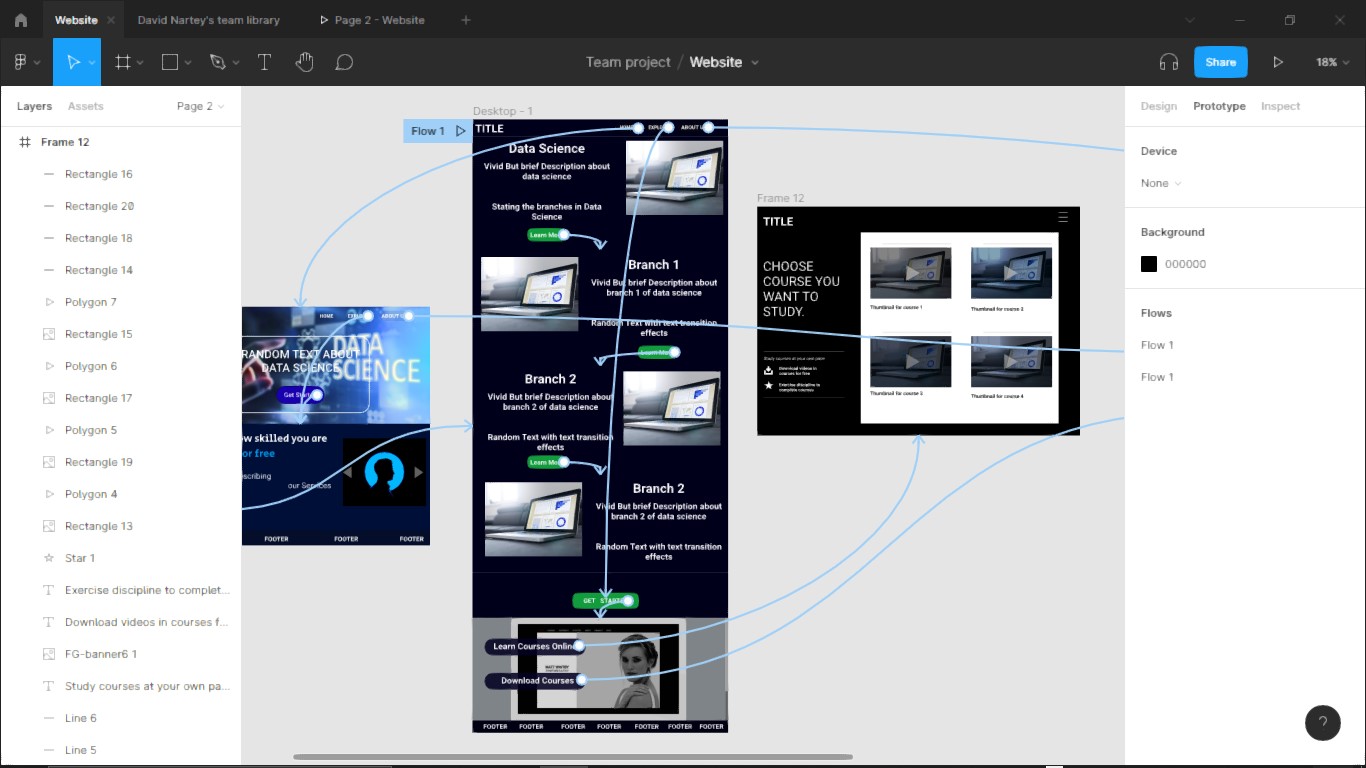 Website
David Nartey's team library
Page 2 - Website
Team project / Website
Share
18%
Layers
Assets
Page 2
Frame 12
Rectangle 16
Rectangle 20
Rectangle 18
Rectangle 14
Polygon 7
Rectangle 15
Polygon 6
Rectangle 17
Polygon 5
Rectangle 19
Polygon 4
Rectangle 13
Star 1
Exercise discipline to complet...
Download videos in courses f...
FG-banner6 1
Study courses at your own pa...
Line 6
Line 5
HOME
ABOUT U
RANDOM TEXT ABOUT
DATA SCIENCE
DATA
SCIENCE
Get Star
ow skilled you are
or free
escribing
our Services
FOOTER
FOOTER
FOOTER
Flow 1
Desktop - 1
TITLE
ABOUT U
Data Science
Vivid But brief Description about
data science
Stating the branches in Data
Science
Learn Mo
Branch 1
Vivid But brief Description about
branch 1 of data science
Random Text with text transition
effects
Learn Mo
Branch 2
Vivid But brief Description about
branch 2 of data science
Random Text with text transition
effects
Learn Mo
Branch 2
Vivid But brief Description about
branch 2 of data science
Random Text with text transition
effects
GET START
Learn Courses Online
Download Courses
FOOTER
FOOTER
FOOTER
FOOTER
FOOTER
FOOTER
FOOTER
Frame 12
TITLE
CHOOSE
COURSE YOU
WANT TO
STUDY.
Study courses at your own pace
Download videos in
courses for free
Exercise discipline to
complete courses
Thumbnail for course 1
Thumbnail for course 2
Thumbnail for course 3
Thumbnail for course 4
Design
Prototype
Inspect
Device
None
Background
000000
Flows
Flow 1
Flow 1
?